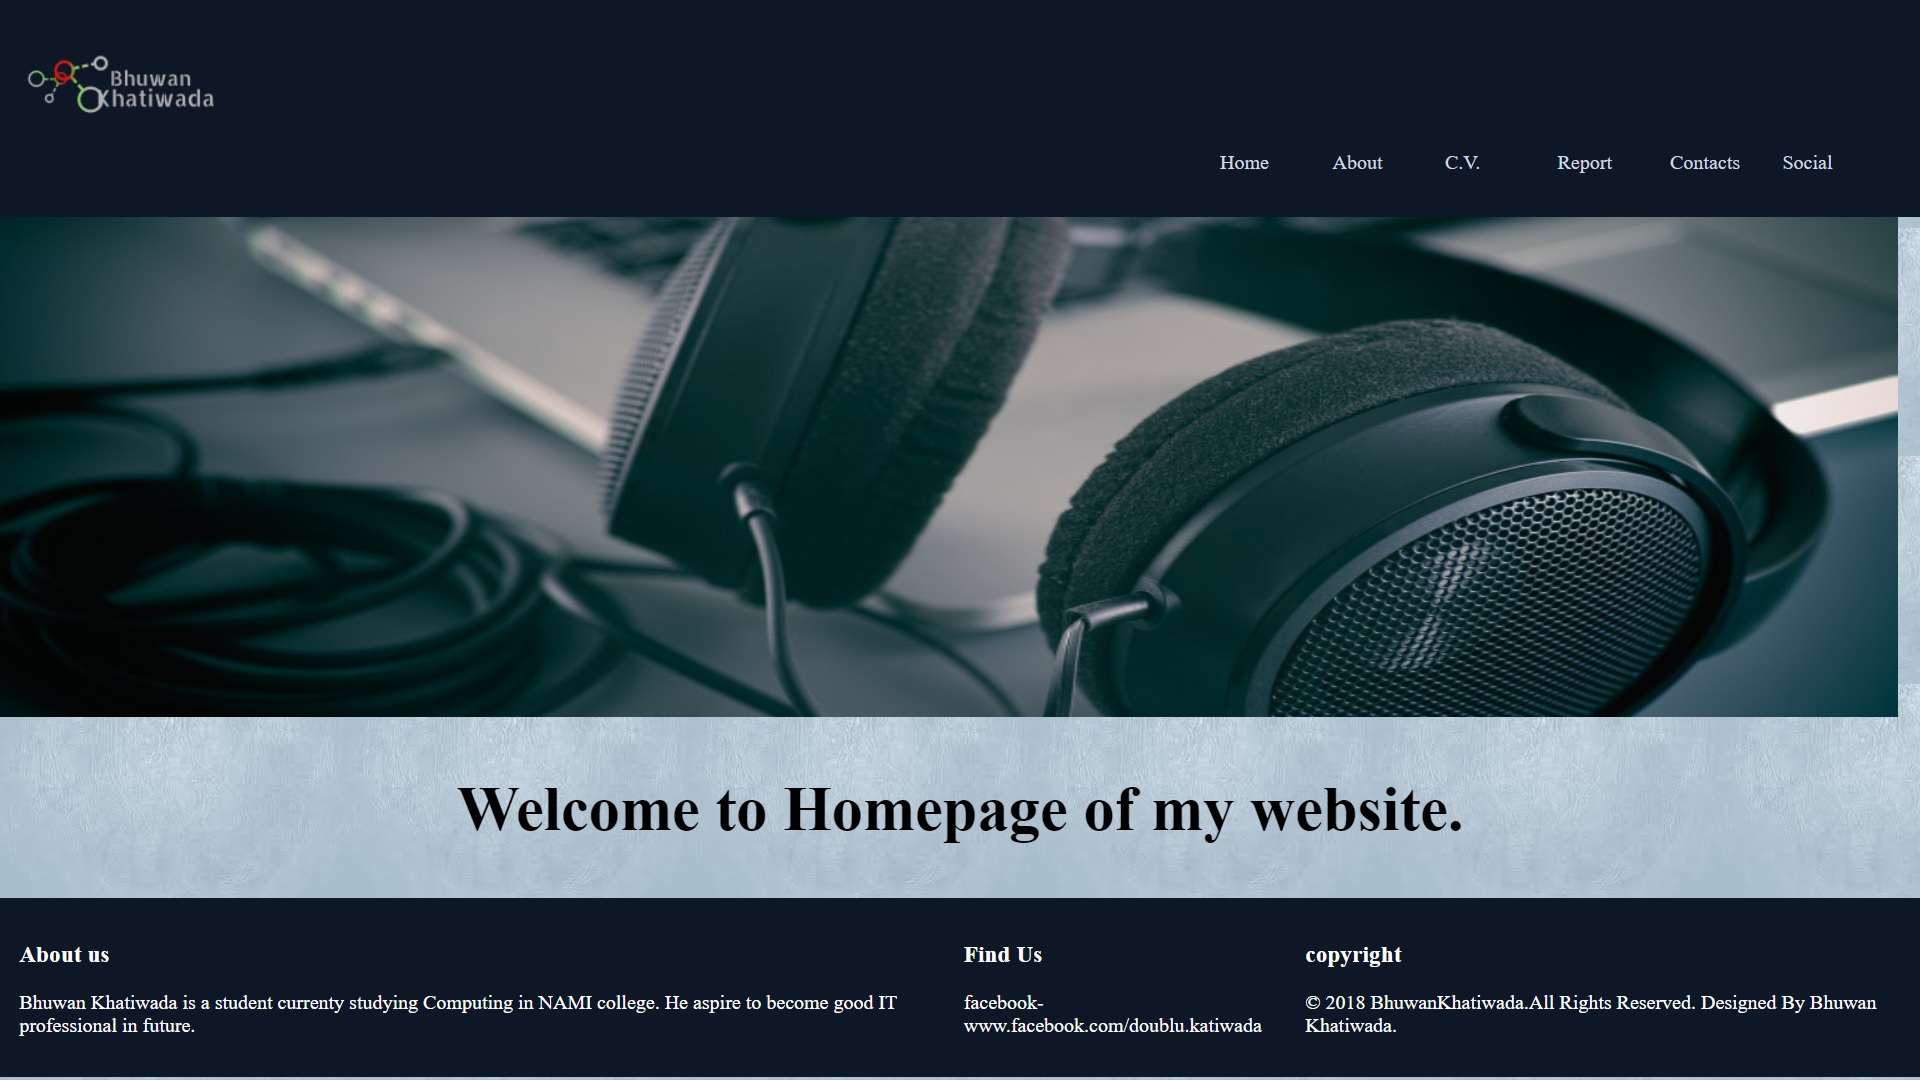 Bhuwan
Khatiwada
Home About C.V. Report Contacts Social
Welcome to Homepage of my website.
About us
Bhuwan Khatiwada is a student currenty studying Computing in NAMI college. He aspire to become good IT
professional in future.
Find Us
facebook-
www.facebook.com/doublu.katiwada
copyright
© 2018 BhuwanKhatiwada.All Rights Reserved. Designed By Bhuwan
Khatiwada.